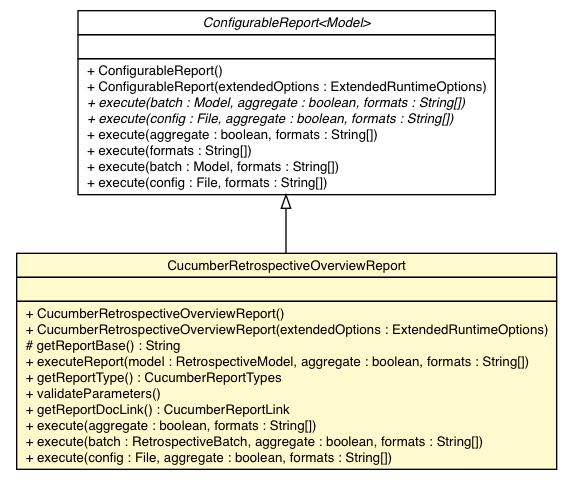 ConfigurableReport<Model>
+ ConfigurableReport()
+ ConfigurableReport(extendedOptions : ExtendedRuntimeOptions)
+ execute(batch : Model, aggregate : boolean, formats : String[])
+ execute(config : File, aggregate : boolean, formats : String[])
+ execute(aggregate : boolean, formats : String[])
+ execute(formats : String[])
+ execute(batch : Model, formats : String[])
+ execute(config : File, formats : String[])
CucumberRetrospectiveOverviewReport
+ CucumberRetrospectiveOverviewReport()
+ CucumberRetrospectiveOverviewReport(extendedOptions : ExtendedRuntimeOptions)
# getReportBase() : String
+ executeReport(model : RetrospectiveModel, aggregate : boolean, formats : String[])
+ getReportType() : CucumberReportTypes
+ validateParameters()
+ getReportDocLink() : CucumberReportLink
+ execute(aggregate : boolean, formats : String[])
+ execute(batch : RetrospectiveBatch, aggregate : boolean, formats : String[])
+ execute(config : File, aggregate : boolean, formats : String[])